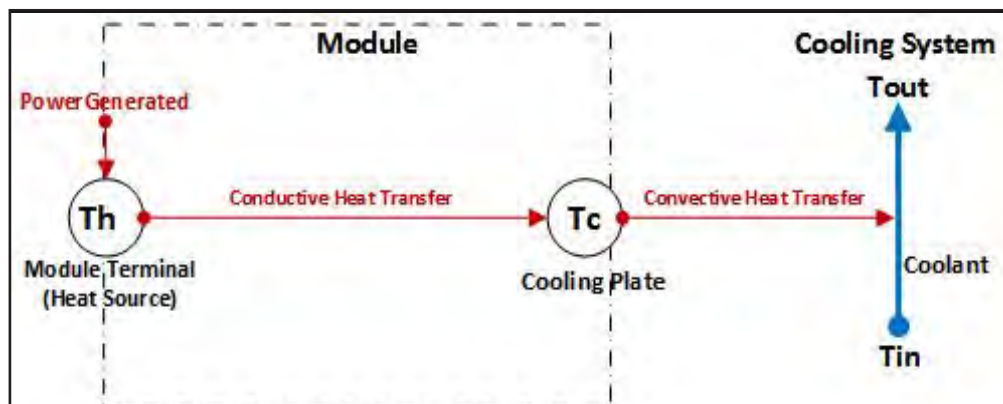 Module
Cooling System
Tout
Power Generated
Conductive Heat Transfer
Convective Heat Transfer
Th
Tc
Module Terminal
(Heat Source)
Cooling Plate
Coolant
Tin